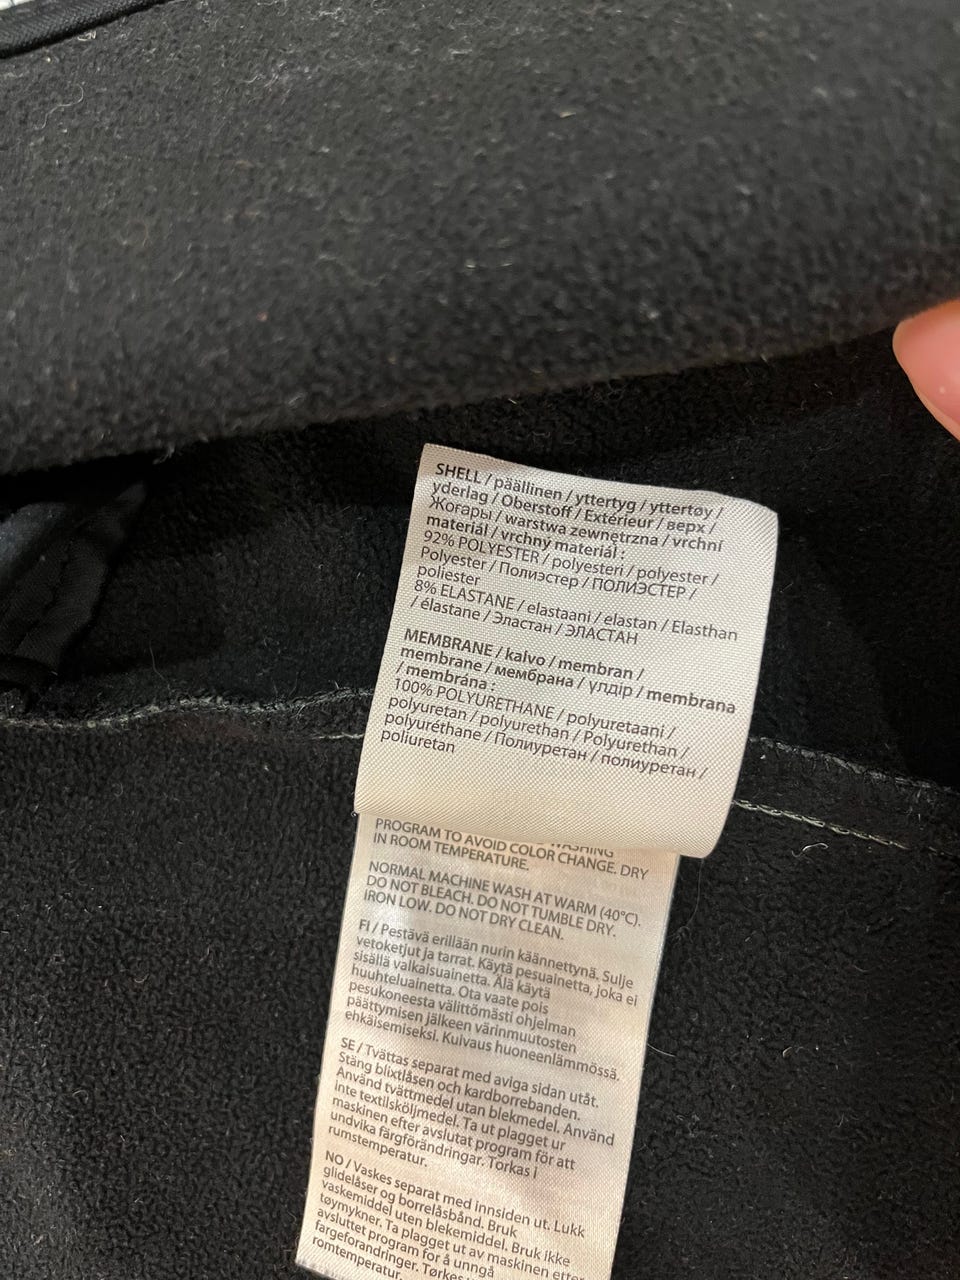 SHELL / päällinen / yttertyg / yttertøy /
yderlag / Oberstoff / Extérieur / верх /
Жоғары / warstwa zewnętrzna / vrchní
materiál / vrchný materiál :
92% POLYESTER / polyesteri / polyester /
Polyester / Полиэстер / ПОЛИЭСТЕР /
poliester
8% ELASTANE / elastaani / elastan / Elasthan
/ élastane / Эластан / ЭЛАСТАН
MEMBRANE / kalvo / membran /
membrane / мембрана / үлдір / membrana
/ membrána :
100% POLYURETHANE / polyuretaani /
polyuretan / polyurethan / Polyurethan /
polyuréthane / Полиуретан / полиуретан /
poliuretan
WASHING
PROGRAM TO AVOID COLOR CHANGE. DRY
IN ROOM TEMPERATURE.
NORMAL MACHINE WASH AT WARM (40°C).
DO NOT BLEACH. DO NOT TUMBLE DRY.
IRON LOW. DO NOT DRY CLEAN.
FI / Pestävä erillään nurin käännettynä. Sulje
vetoketjut ja tarrat. Käytä pesuainetta, joka ei
sisällä valkaisuainetta. Älä käytä
huuhteluainetta. Ota vaate pois
pesukoneesta välittömästi ohjelman
päättymisen jälkeen värinmuutosten
ehkäisemiseksi. Kuivaus huoneenlämmössä.
SE / Tvättas separat med aviga sidan utåt.
Stäng blixtlåsen och kardborrebanden.
Använd tvättmedel utan blekmedel. Använd
inte textilsköljmedel. Ta ut plagget ur
maskinen efter avslutat program för att
undvika färgförändringar. Torkas i
rumstemperatur.
NO / Vaskes separat med innsiden ut. Lukk
glidelåser og borrelåsbånd. Bruk
vaskemiddel uten blekemiddel. Bruk ikke
tøymykner. Ta plagget ut av maskinen etter
avsluttet program for å unngå
fargeforandringer. Tørkes
romtemperatur.